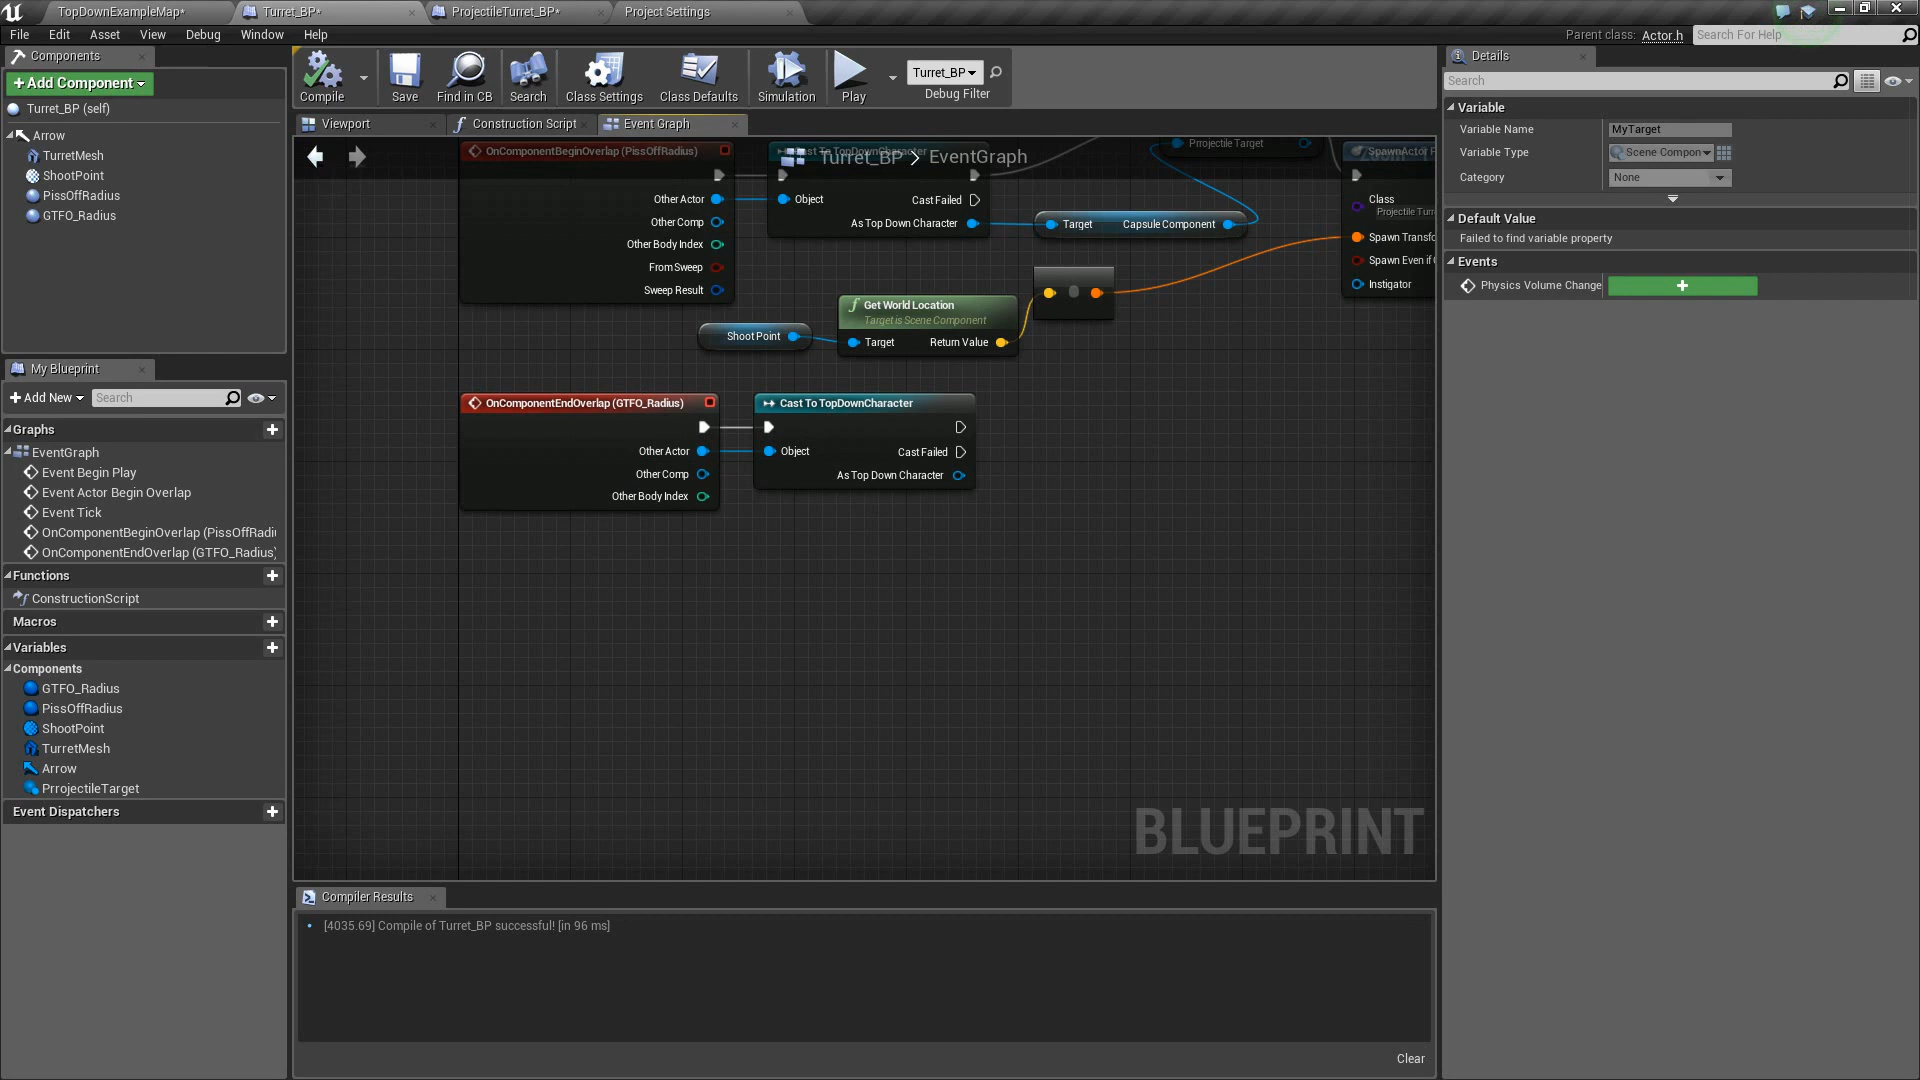 TopDownExampleMap*
Turret_BP*
ProjectileTurret_BP*
Project Settings
File Edit Asset View Debug Window Help
Parent class: Actor.h
Search For Help
Components
+Add Component
Turret_BP (self)
Arrow
TurretMesh
ShootPoint
PissOffRadius
GTFO_Radius
Compile
Save
Find in CB
Search
Class Settings
Class Defaults
Simulation
Play
Turret_BP
Debug Filter
Viewport
Construction Script
Event Graph
Turret_BP > EventGraph
OnComponentBeginOverlap (PissOffRadius)
Other Actor
Other Comp
Other Body Index
From Sweep
Sweep Result
Cast To TopDownCharacter
Object
Cast Failed
As Top Down Character
Prrojectile Target
Target Capsule Component
SpawnActor P
Class
Projectile Turr
Spawn Transfo
Spawn Even if C
Instigator
Shoot Point
Get World Location
Target is Scene Component
Target Return Value
OnComponentEndOverlap (GTFO_Radius)
Other Actor
Other Comp
Other Body Index
Cast To TopDownCharacter
Object
Cast Failed
As Top Down Character
BLUEPRINT
My Blueprint
+Add New
Search
Graphs
EventGraph
Event Begin Play
Event Actor Begin Overlap
Event Tick
OnComponentBeginOverlap (PissOffRadiu
OnComponentEndOverlap (GTFO_Radius)
Functions
ConstructionScript
Macros
Variables
Components
GTFO_Radius
PissOffRadius
ShootPoint
TurretMesh
Arrow
PrrojectileTarget
Event Dispatchers
Compiler Results
[4035.69] Compile of Turret_BP successful! [in 96 ms]
Clear
Details
Search
Variable
Variable Name MyTarget
Variable Type Scene Compon
Category None
Default Value
Failed to find variable property
Events
Physics Volume Change